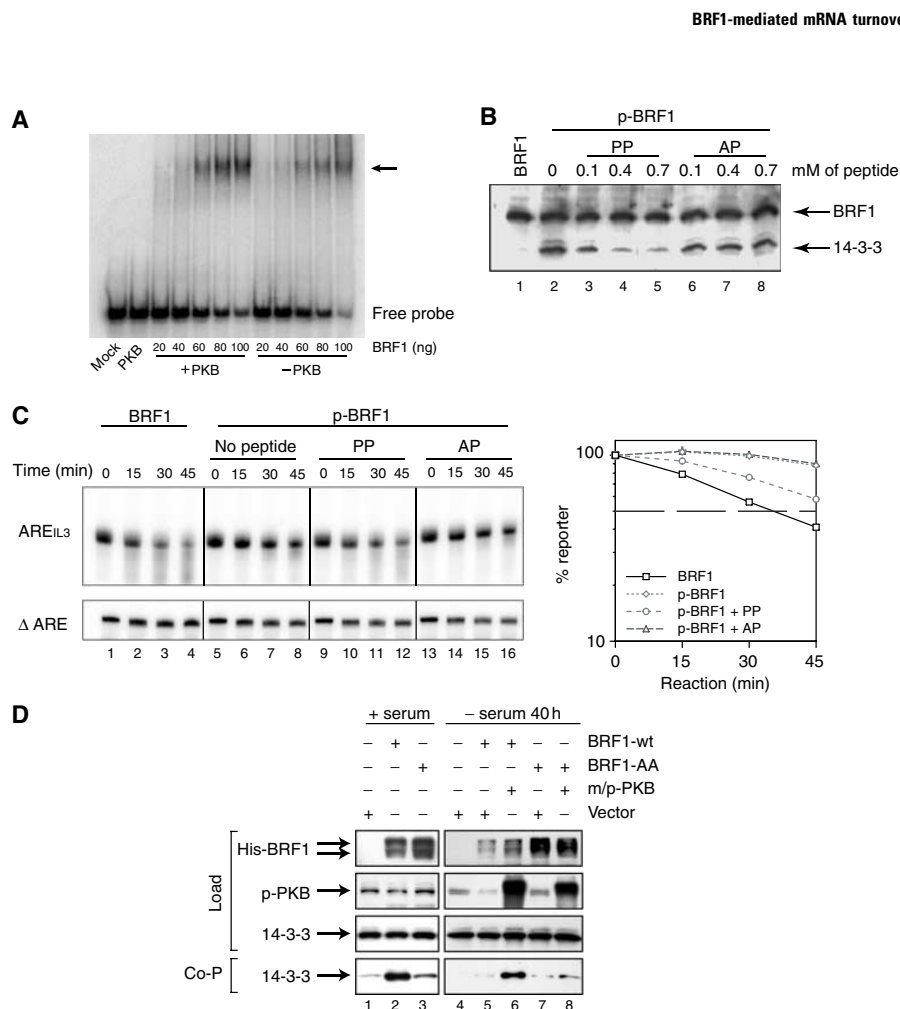 BRF1-mediated mRNA turnove
A
Free probe
Mock PKB 20 40 60 80 100 20 40 60 80 100 BRF1 (ng)
+PKB −PKB
B
p-BRF1
BRF1 PP AP
0 0.1 0.4 0.7 0.1 0.4 0.7 mM of peptide
BRF1
14-3-3
1 2 3 4 5 6 7 8
C
BRF1 p-BRF1
No peptide PP AP
Time (min) 0 15 30 45 0 15 30 45 0 15 30 45 0 15 30 45
AREIL3
Δ ARE
1 2 3 4 5 6 7 8 9 10 11 12 13 14 15 16
100
% reporter
BRF1
p-BRF1
p-BRF1 + PP
p-BRF1 + AP
10
0 15 30 45
Reaction (min)
D
+ serum − serum 40 h
− + − − + + − − BRF1-wt
− − + − − − + + BRF1-AA
− − − − − + − + m/p-PKB
+ − − + + − + − Vector
Load
His-BRF1
p-PKB
14-3-3
Co-P
14-3-3
1 2 3 4 5 6 7 8